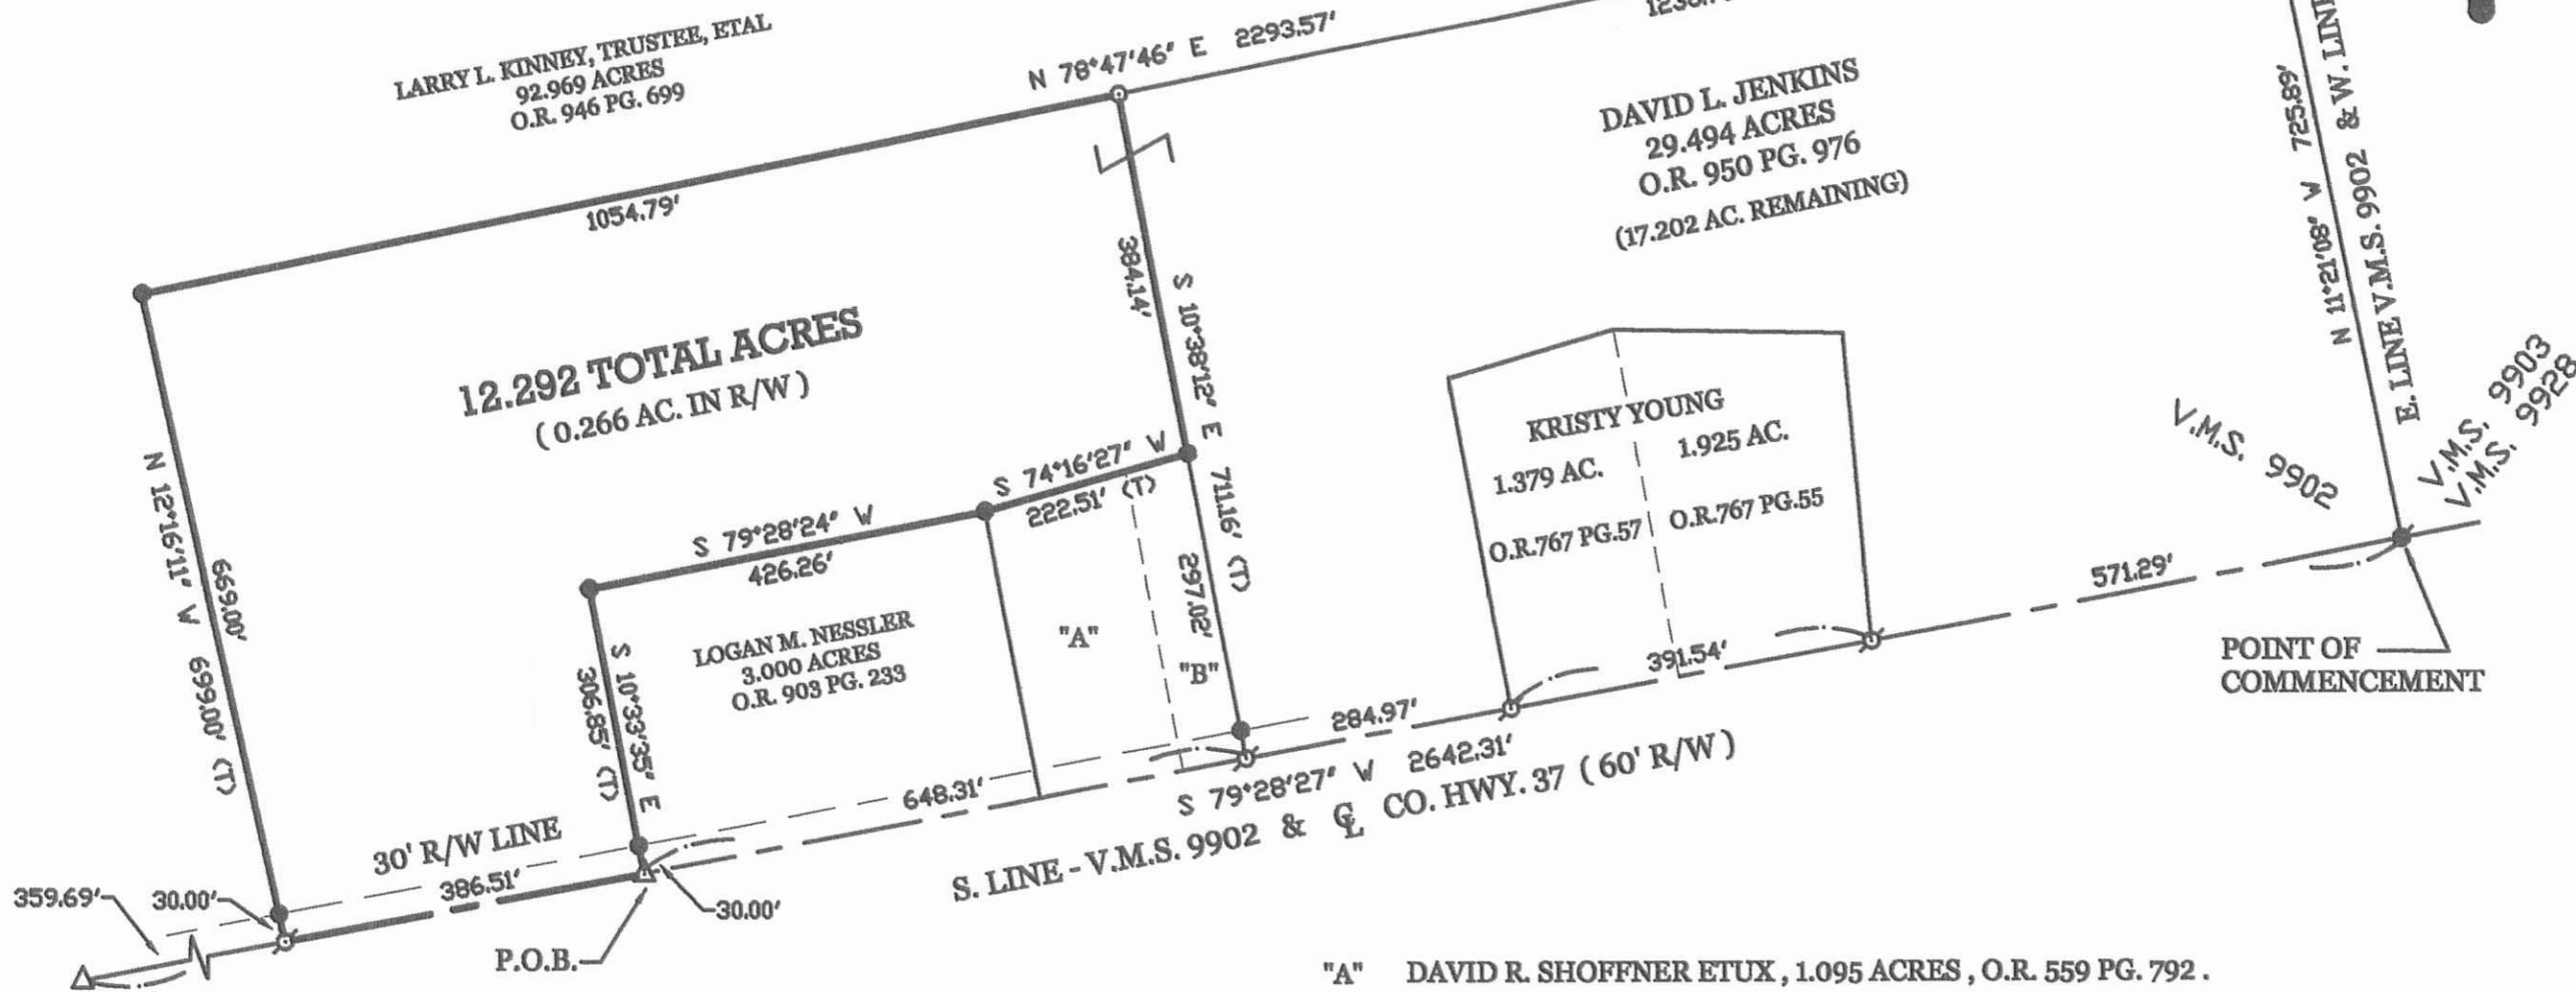 LARRY L. KINNEY, TRUSTEE, ETAL
92.969 ACRES
O.R. 946 PG. 699
N 78°47'46" E 2293.57'
1054.79'
DAVID L. JENKINS
29.494 ACRES
O.R. 950 PG. 976
(17.202 AC. REMAINING)
N 11°21'08" W 725.89'
E. LINE V.M.S. 9902 & W. LIN
384.14'
S 10°38'12" E 711.16' (T)
297.02'
12.292 TOTAL ACRES
( 0.266 AC. IN R/W )
N 12°16'11" W 699.00' (T)
669.00'
S 79°28'24" W
426.26'
S 74°16'27" W
222.51' (T)
LOGAN M. NESSLER
3.000 ACRES
O.R. 903 PG. 233
S 10°33'35" E
306.85' (T)
"A"
"B"
KRISTY YOUNG
1.379 AC.
1.925 AC.
O.R.767 PG.57
O.R.767 PG.55
V.M.S. 9902
V.M.S. 9903
V.M.S. 9928
571.29'
391.54'
284.97'
648.31'
POINT OF
COMMENCEMENT
S 79°28'27" W 2642.31'
S. LINE - V.M.S. 9902 & ℄ CO. HWY. 37 ( 60' R/W )
30' R/W LINE
386.51'
359.69'
30.00'
30.00'
P.O.B.
"A" DAVID R. SHOFFNER ETUX , 1.095 ACRES , O.R. 559 PG. 792 .